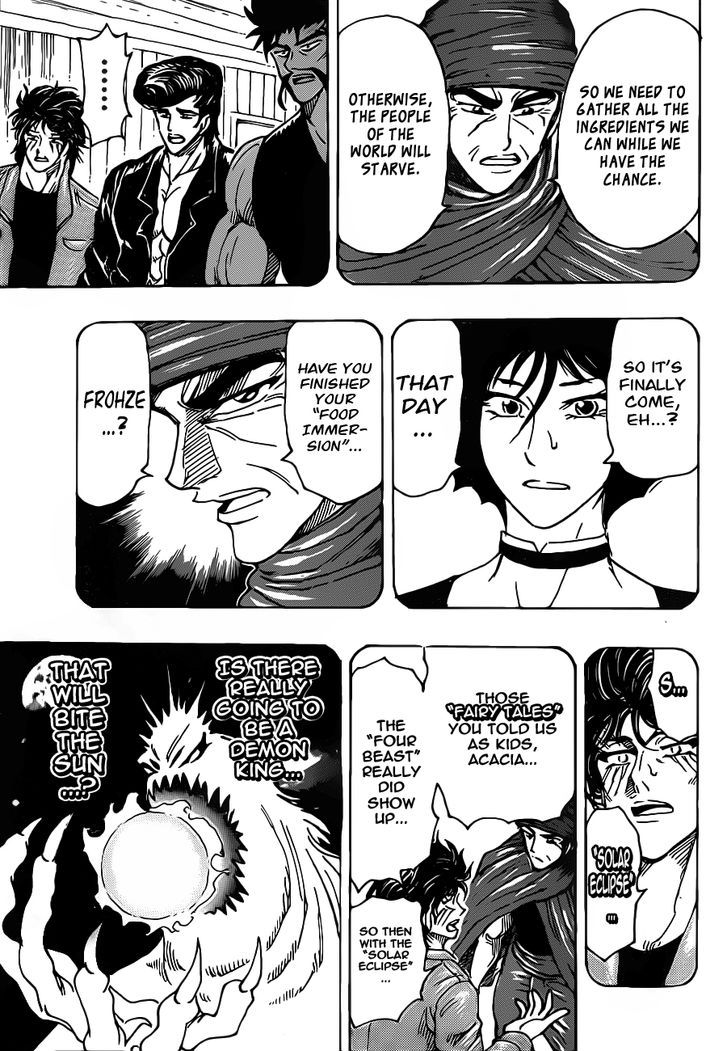 SO WE NEED TO
GATHER ALL THE
INGREDIENTS WE
CAN WHILE WE
HAVE THE
CHANCE.
OTHERWISE,
THE PEOPLE
OF THE
WORLD WILL
STARVE.
......
SO IT'S
FINALLY
COME,
EH...?
THAT
DAY
...
HAVE YOU
FINISHED
YOUR
"FOOD
IMMER-
SION"...
FROHZE
...?
S...
"SOLAR
ECLIPSE"
...
THOSE
"FAIRY TALES"
YOU TOLD US
AS KIDS,
ACACIA...
THE
"FOUR
BEAST"
REALLY
DID
SHOW
UP...
SO THEN
WITH THE
"SOLAR
ECLIPSE"
...
IS THERE
REALLY
GOING TO
BE A
DEMON
KING...
THAT
WILL
BITE
THE
SUN
....?